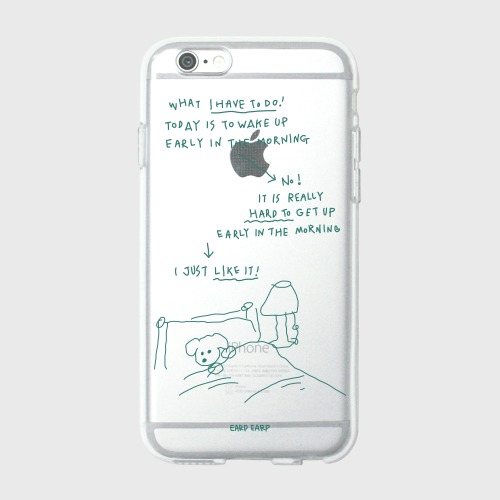 WHAT I HAVE TO DO!
TODAY IS TO WAKE UP
EARLY IN THE MORNING
NO!
IT IS REALLY
HARD TO GET UP
EARLY IN THE MORNING
I JUST LIKE IT!
iPhone
EARP EARP